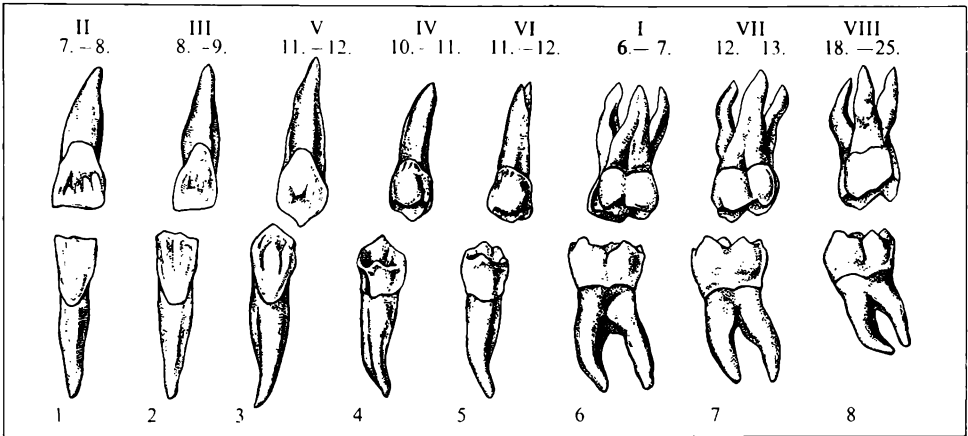 II III V IV VI I VII VIII
7. – 8. 8. - 9. 11. – 12. 10. - 11. 11. - - 12. 6. — 7. 12. 13. 18. — 25.
1 2 3 4 5 6 7 8